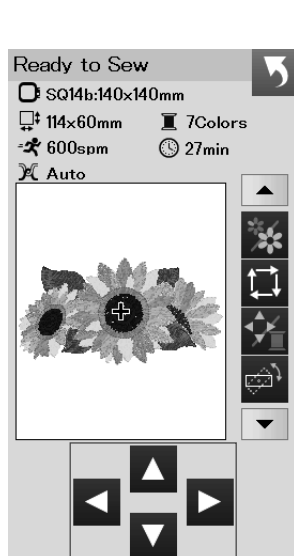 Ready to Sew
SQ14b:140x140mm
114x60mm 7Colors
600spm 27min
Auto